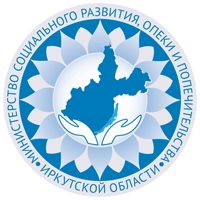 МИНИСТЕРСТВО СОЦИАЛЬНОГО РАЗВИТИЯ, ОПЕКИ И ПОПЕЧИТЕЛЬСТВА
• ИРКУТСКОЙ ОБЛАСТИ •